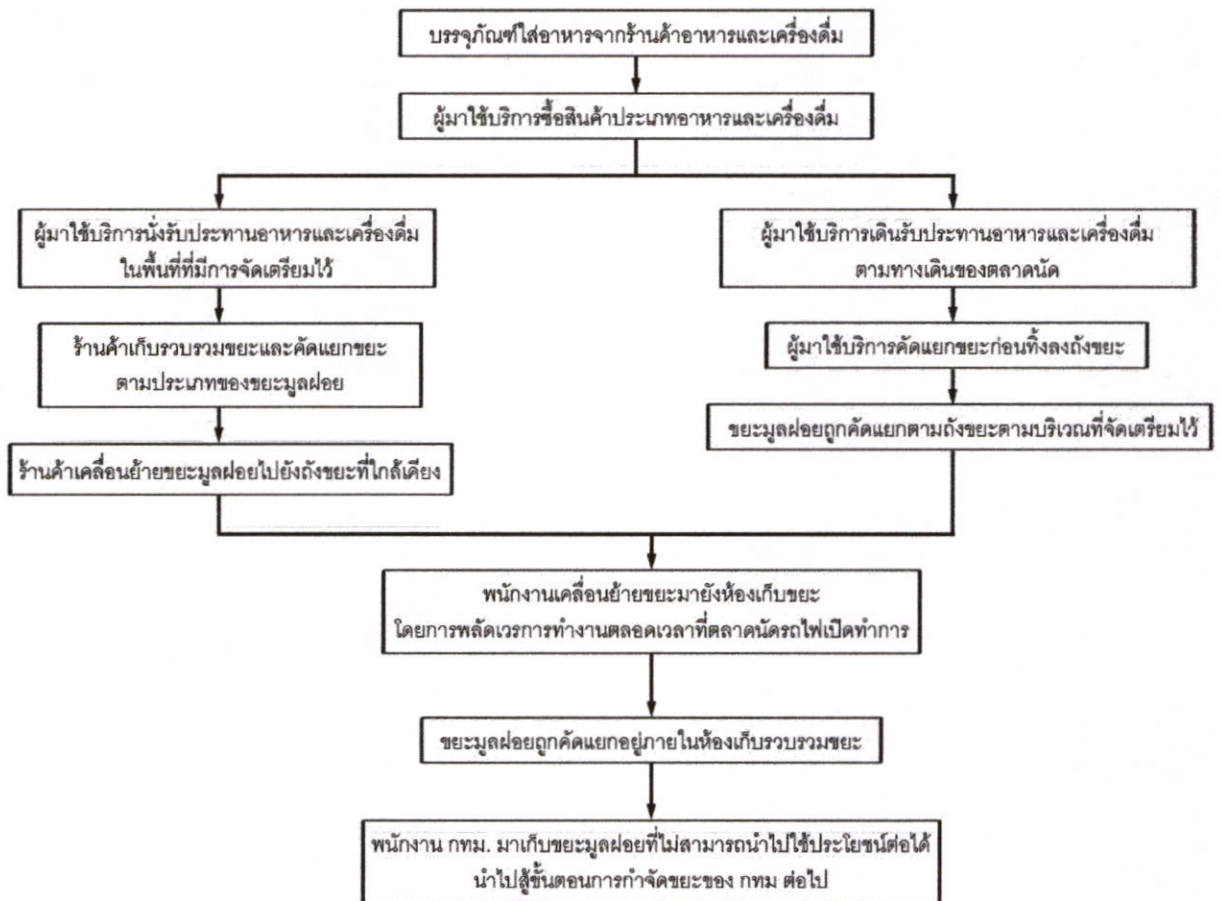 บรรจุภัณฑ์ใส่อาหารจากร้านค้าอาหารและเครื่องดื่ม
ผู้มาใช้บริการซื้อสินค้าประเภทอาหารและเครื่องดื่ม
ผู้มาใช้บริการนั่งรับประทานอาหารและเครื่องดื่ม
ในพื้นที่ที่มีการจัดเตรียมไว้
ร้านค้าเก็บรวบรวมขยะและคัดแยกขยะ
ตามประเภทของขยะมูลฝอย
ร้านค้าเคลื่อนย้ายขยะมูลฝอยไปยังถังขยะที่ใกล้เคียง
ผู้มาใช้บริการเดินรับประทานอาหารและเครื่องดื่ม
ตามทางเดินของตลาดนัด
ผู้มาใช้บริการคัดแยกขยะก่อนทิ้งลงถังขยะ
ขยะมูลฝอยถูกคัดแยกตามถังขยะตามบริเวณที่จัดเตรียมไว้
พนักงานเคลื่อนย้ายขยะมายังห้องเก็บขยะ
โดยการพลัดเวรการทำงานตลอดเวลาที่ตลาดนัดรถไฟเปิดทำการ
ขยะมูลฝอยถูกคัดแยกอยู่ภายในห้องเก็บรวบรวมขยะ
พนักงาน กทม. มาเก็บขยะมูลฝอยที่ไม่สามารถนำไปใช้ประโยชน์ต่อได้
นำไปสู้ขั้นตอนการกำจัดขยะของ กทม ต่อไป